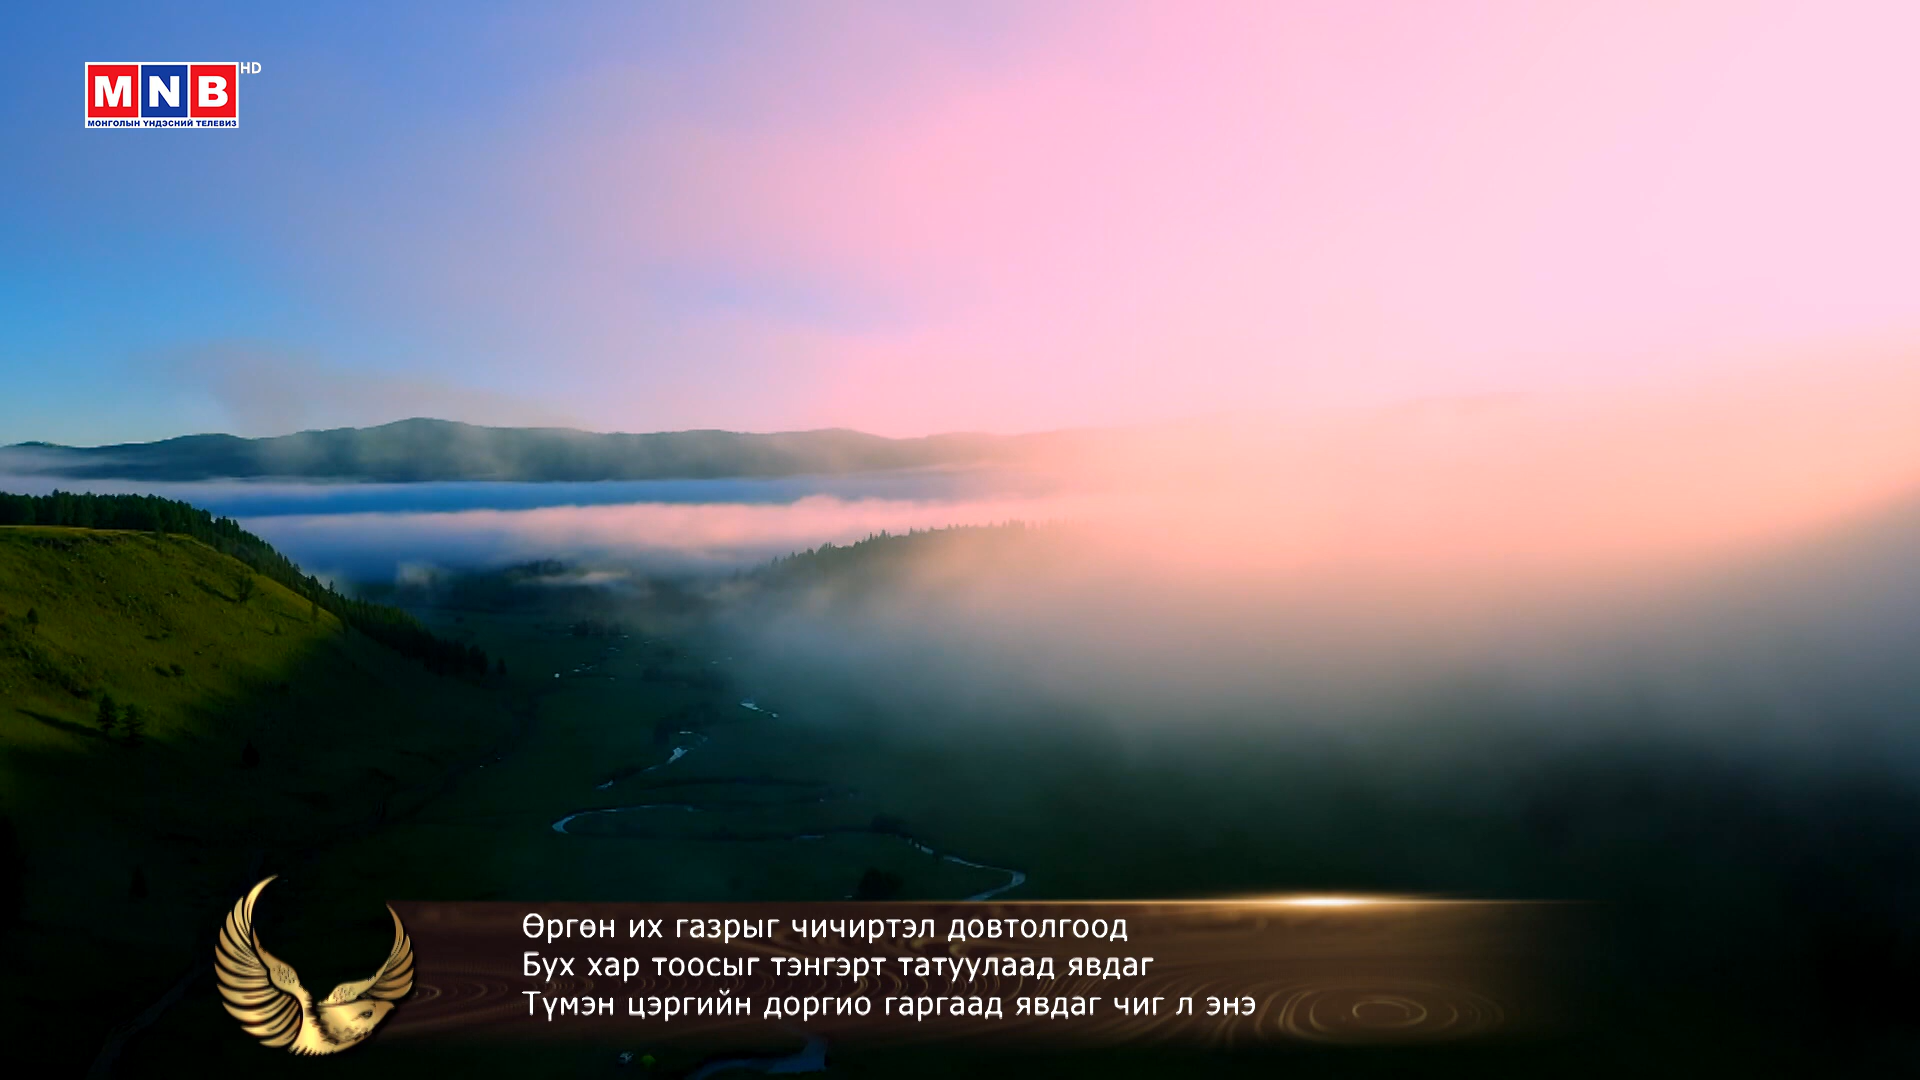 MNB HD
МОНГОЛЫН ҮНДЭСНИЙ ТЕЛЕВИЗ
Өргөн их газрыг чичиртэл довтолгоод
Бух хар тоосыг тэнгэрт татуулаад явдаг
Түмэн цэргийн доргио гаргаад явдаг чиг л энэ